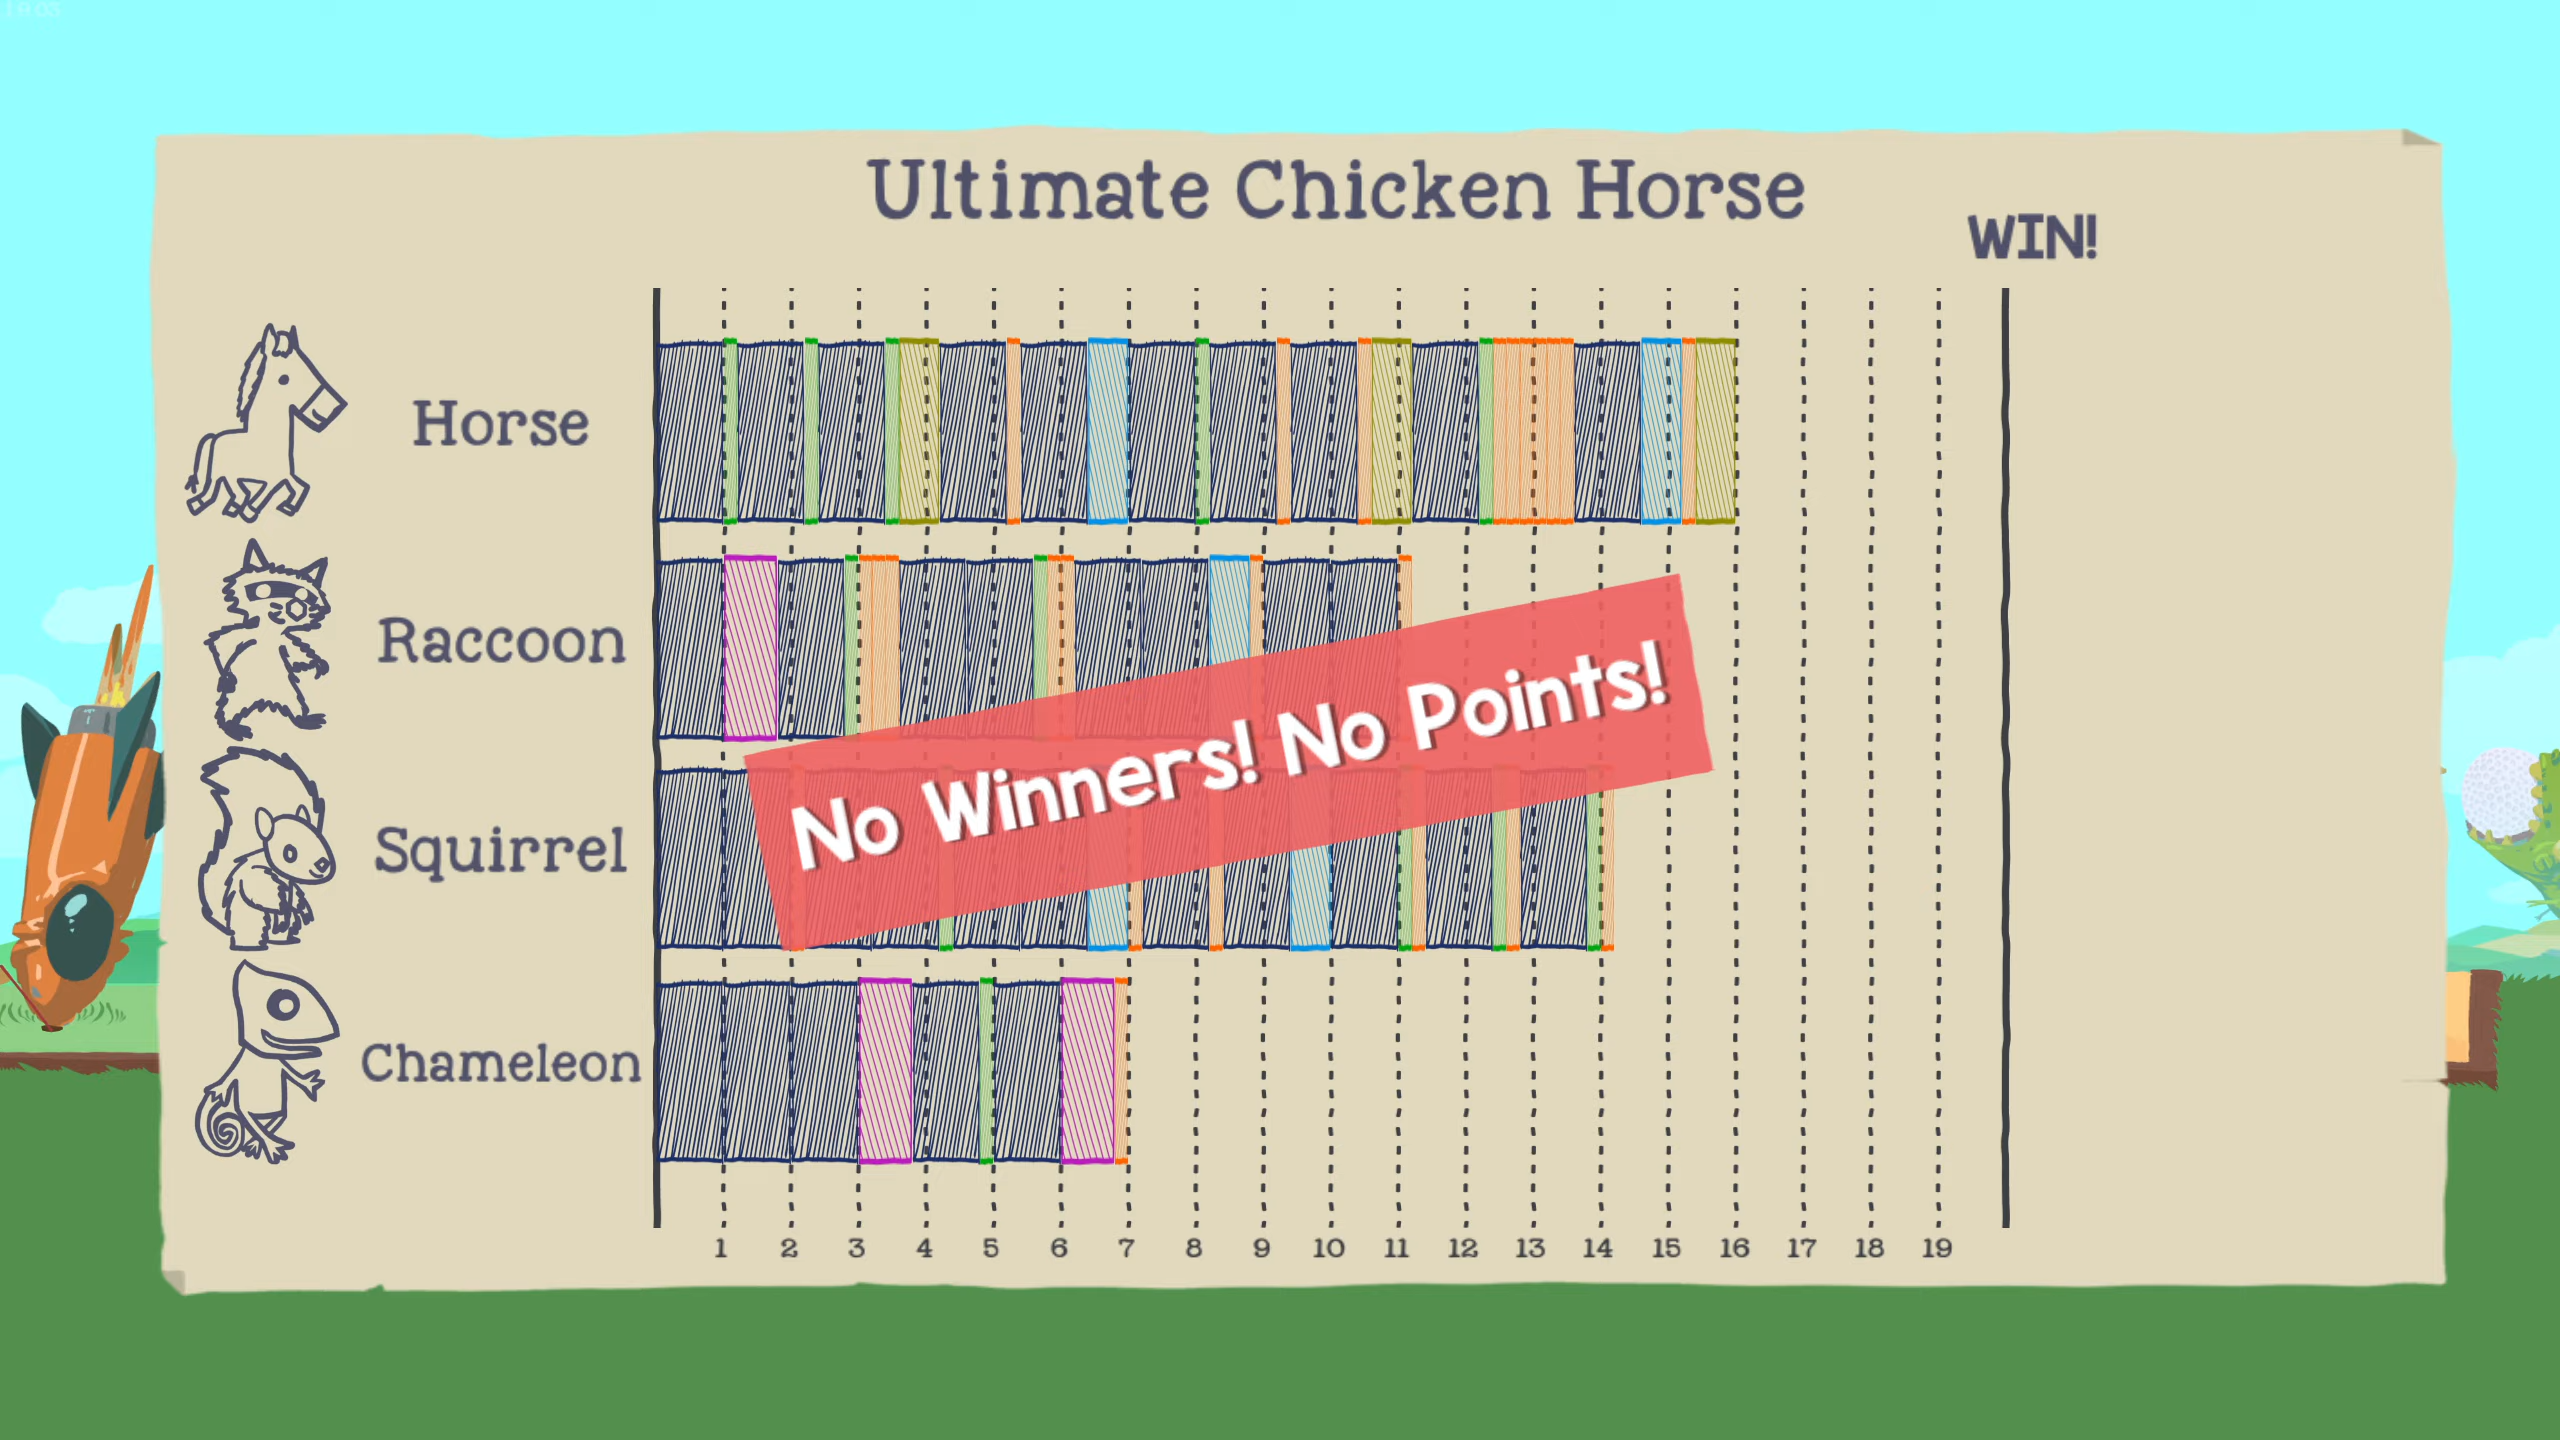 Ultimate Chicken Horse
WIN!
Horse
Raccoon
No Winners! No Points!
Squirrel
Chameleon
1 2 3 4 5 6 7 8 9 10 11 12 13 14 15 16 17 18 19